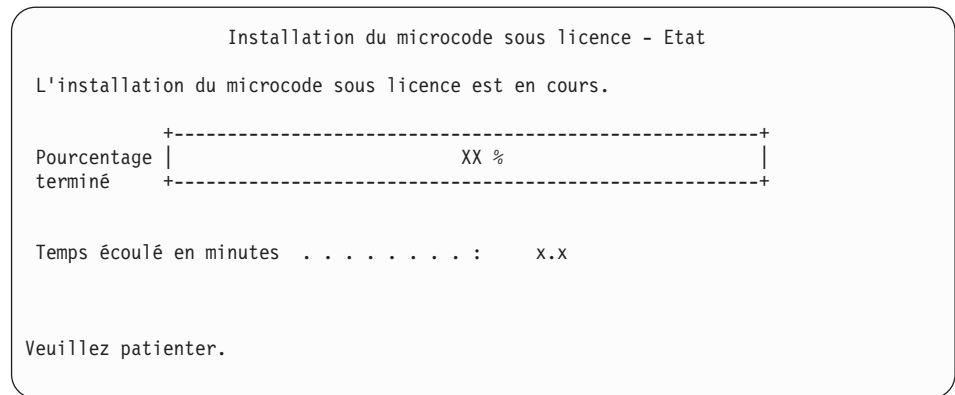 Installation du microcode sous licence - Etat
L'installation du microcode sous licence est en cours.
+-------------------------------------------------------+
Pourcentage | XX % |
terminé +-------------------------------------------------------+
Temps écoulé en minutes . . . . . . . . : x.x
Veuillez patienter.